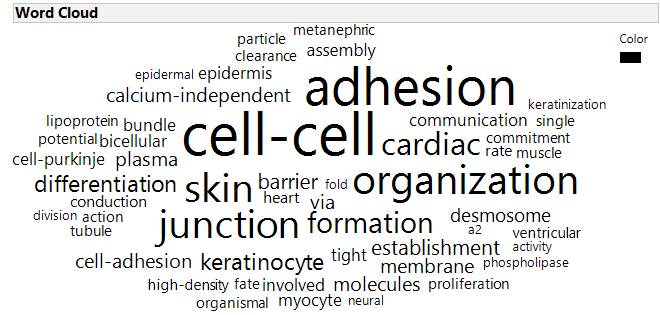 Word Cloud
Color
metanephric
particle
assembly
clearance
epidermal epidermis
adhesion
calcium-independent
keratinization
lipoprotein bundle
communication single
cell-cell
potential bicellular
cardiac commitment
cell-purkinje plasma
rate muscle
differentiation skin barrier fold organization
conduction
heart via
division action
junction formation desmosome
tubule
a2 ventricular
establishment activity
cell-adhesion keratinocyte tight
membrane phospholipase
high-density fate involved molecules proliferation
organismal myocyte neural